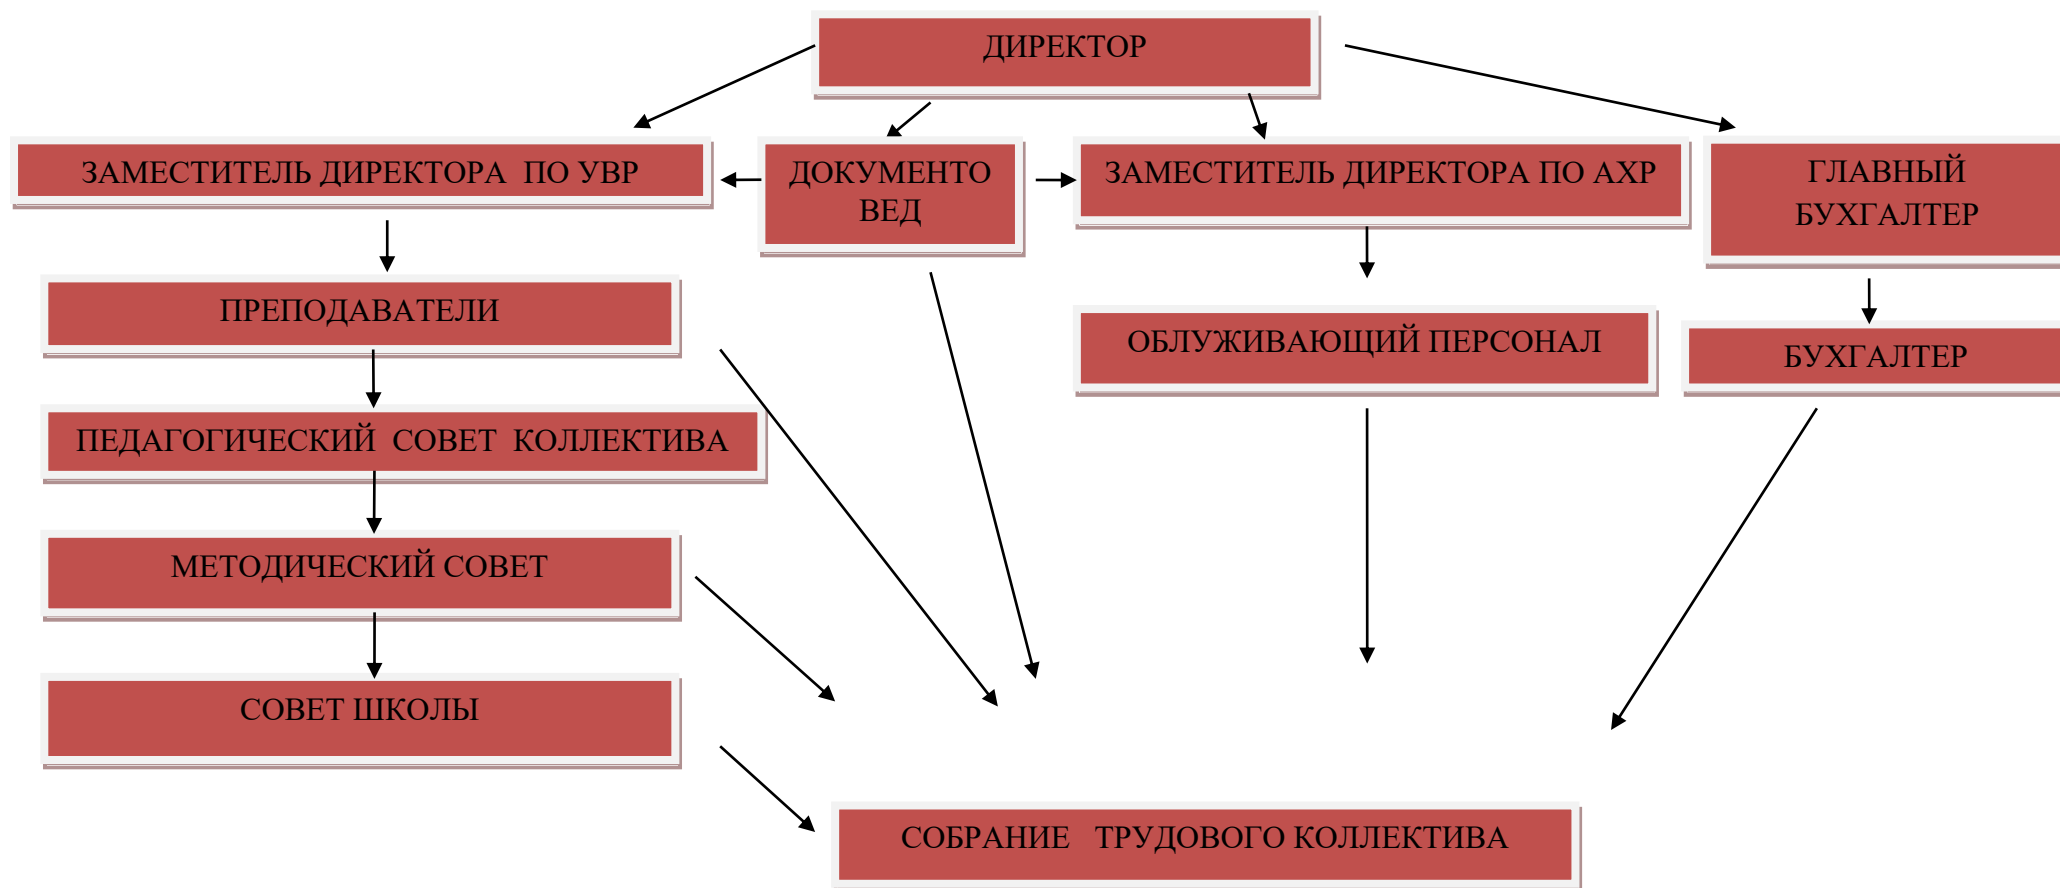 ДИРЕКТОР
ЗАМЕСТИТЕЛЬ ДИРЕКТОРА ПО УВР
ДОКУМЕНТО
ВЕД
ЗАМЕСТИТЕЛЬ ДИРЕКТОРА ПО АХР
ГЛАВНЫЙ
БУХГАЛТЕР
ПРЕПОДАВАТЕЛИ
ОБЛУЖИВАЮЩИЙ ПЕРСОНАЛ
БУХГАЛТЕР
ПЕДАГОГИЧЕСКИЙ СОВЕТ КОЛЛЕКТИВА
МЕТОДИЧЕСКИЙ СОВЕТ
СОВЕТ ШКОЛЫ
СОБРАНИЕ ТРУДОВОГО КОЛЛЕКТИВА